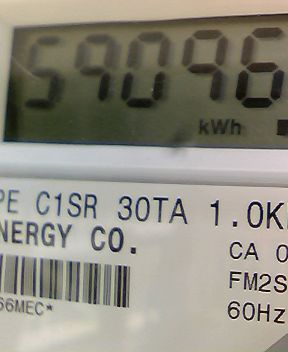 59096
kWh
PE C1SR 30TA 1.0K
NERGY CO.
CA 0
FM2S
66MEC*
60Hz